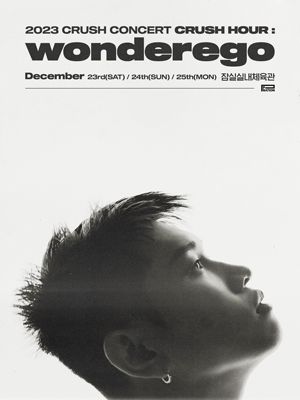 2023 CRUSH CONCERT CRUSH HOUR :
wonderego
December 23rd(SAT) / 24th(SUN) / 25th(MON) 잠실실내체육관